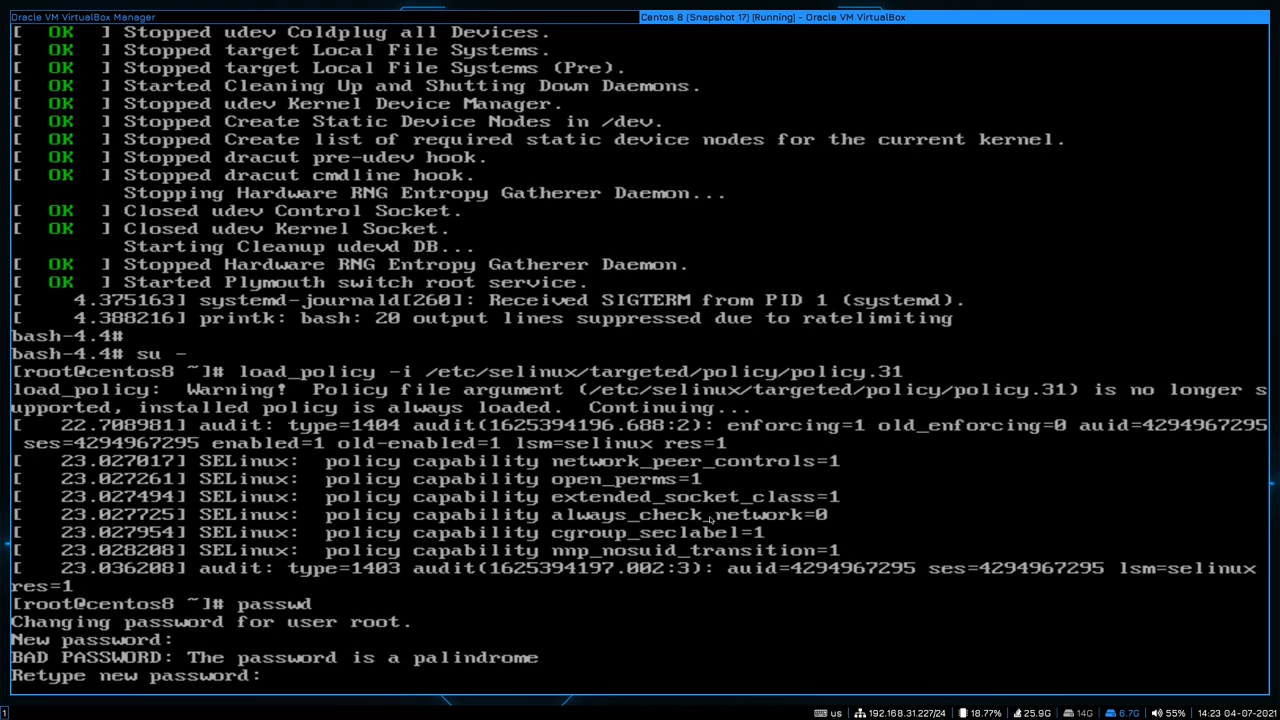 Oracle VM VirtualBox Manager
Centos 8 (Snapshot 17) [Running] - Oracle VM VirtualBox
[  OK  ] Stopped udev Coldplug all Devices.
[  OK  ] Stopped target Local File Systems.
[  OK  ] Stopped target Local File Systems (Pre).
[  OK  ] Started Cleaning Up and Shutting Down Daemons.
[  OK  ] Stopped udev Kernel Device Manager.
[  OK  ] Stopped Create Static Device Nodes in /dev.
[  OK  ] Stopped Create list of required static device nodes for the current kernel.
[  OK  ] Stopped dracut pre-udev hook.
[  OK  ] Stopped dracut cmdline hook.
         Stopping Hardware RNG Entropy Gatherer Daemon...
[  OK  ] Closed udev Control Socket.
[  OK  ] Closed udev Kernel Socket.
         Starting Cleanup udevd DB...
[  OK  ] Stopped Hardware RNG Entropy Gatherer Daemon.
[  OK  ] Started Plymouth switch root service.
[    4.375163] systemd-journald[260]: Received SIGTERM from PID 1 (systemd).
[    4.388216] printk: bash: 20 output lines suppressed due to ratelimiting
bash-4.4#
bash-4.4# su -
[root@centos8 ~]# load_policy -i /etc/selinux/targeted/policy/policy.31
load_policy:  Warning!  Policy file argument (/etc/selinux/targeted/policy/policy.31) is no longer s
upported, installed policy is always loaded.  Continuing...
[   22.708981] audit: type=1404 audit(1625394196.688:2): enforcing=1 old_enforcing=0 auid=4294967295
ses=4294967295 enabled=1 old-enabled=1 lsm=selinux res=1
[   23.027017] SELinux:  policy capability network_peer_controls=1
[   23.027261] SELinux:  policy capability open_perms=1
[   23.027494] SELinux:  policy capability extended_socket_class=1
[   23.027725] SELinux:  policy capability always_check_network=0
[   23.027954] SELinux:  policy capability cgroup_seclabel=1
[   23.028208] SELinux:  policy capability nnp_nosuid_transition=1
[   23.036208] audit: type=1403 audit(1625394197.002:3): auid=4294967295 ses=4294967295 lsm=selinux
res=1
[root@centos8 ~]# passwd
Changing password for user root.
New password:
BAD PASSWORD: The password is a palindrome
Retype new password:
1 us 192.168.31.227/24 18.77% 25.9G 14G 6.7G 55% 14:23 04-07-2021